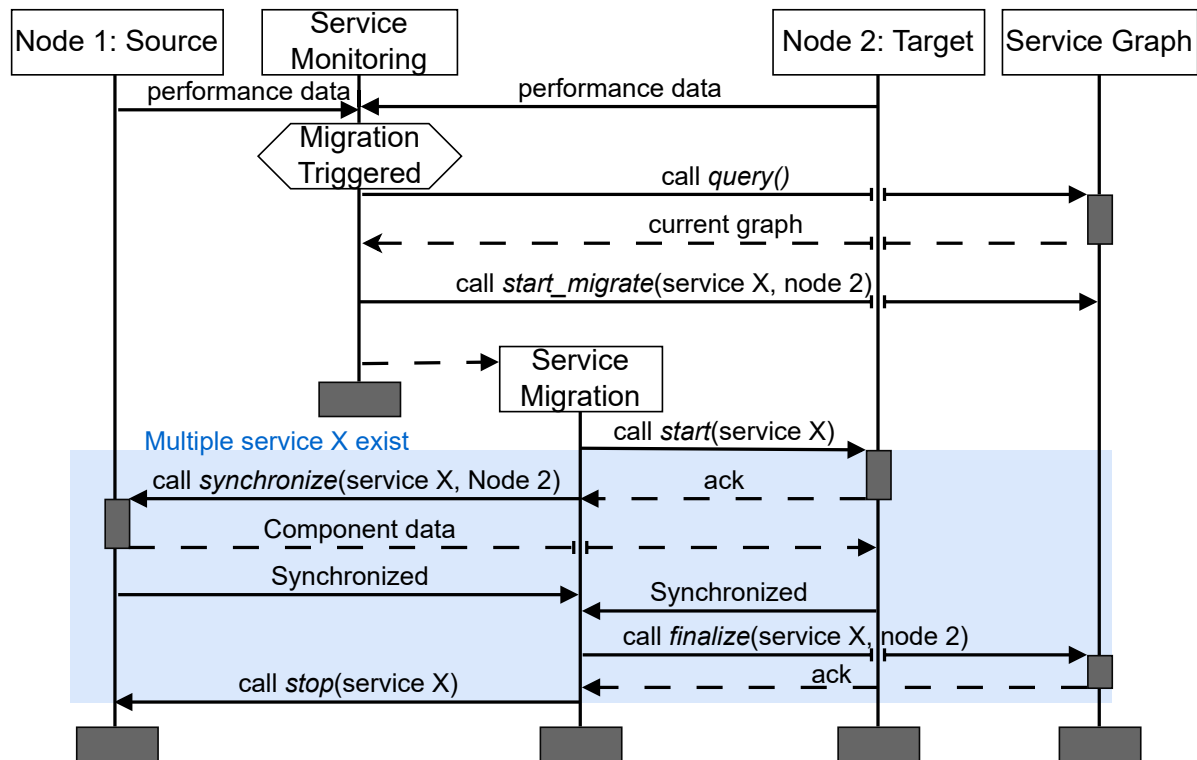 Node 1: Source
Service
Monitoring
Node 2: Target
Service Graph
performance data
performance data
Migration
Triggered
call query()
current graph
call start_migrate(service X, node 2)
Service
Migration
call start(service X)
Multiple service X exist
call synchronize(service X, Node 2)
ack
Component data
Synchronized
Synchronized
call finalize(service X, node 2)
ack
call stop(service X)